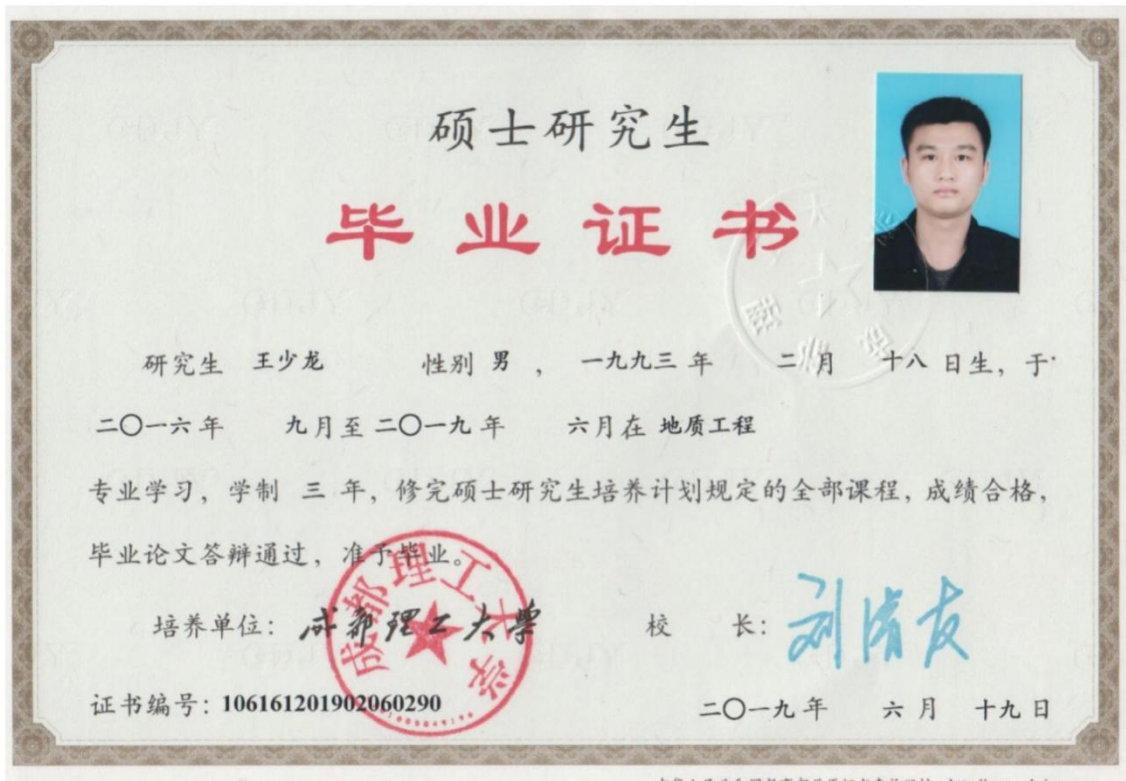 硕士研究生
毕业证书
研究生 王少龙 性别 男 , 一九九三年 二月 十八日生, 于
二〇一六年 九月至二〇一九年 六月在 地质工程
专业学习, 学制 三 年, 修完硕士研究生培养计划规定的全部课程, 成绩合格,
毕业论文答辩通过, 准予毕业。
培养单位: 成都理工大学 校 长: 刘清友
成都理工大学
证书编号: 106161201902060290 二〇一九年 六月 十九日